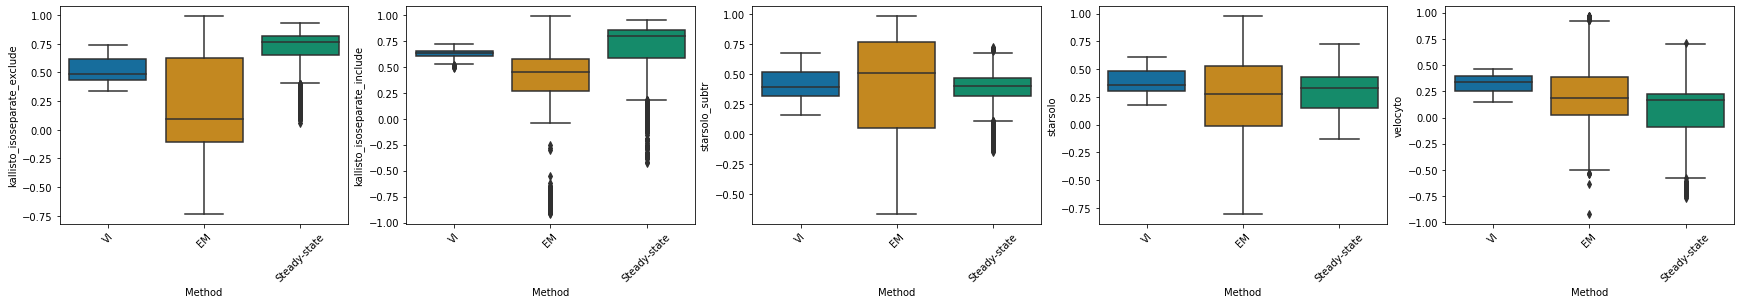 kallisto_isoseparate_exclude
1.00
0.75
0.50
0.25
0.00
−0.25
−0.50
−0.75
VI
EM
Steady-state
Method
kallisto_isoseparate_include
1.00
0.75
0.50
0.25
0.00
−0.25
−0.50
−0.75
−1.00
VI
EM
Steady-state
Method
starsolo_subtr
1.00
0.75
0.50
0.25
0.00
−0.25
−0.50
VI
EM
Steady-state
Method
starsolo
1.00
0.75
0.50
0.25
0.00
−0.25
−0.50
−0.75
VI
EM
Steady-state
Method
velocyto
1.00
0.75
0.50
0.25
0.00
−0.25
−0.50
−0.75
−1.00
VI
EM
Steady-state
Method